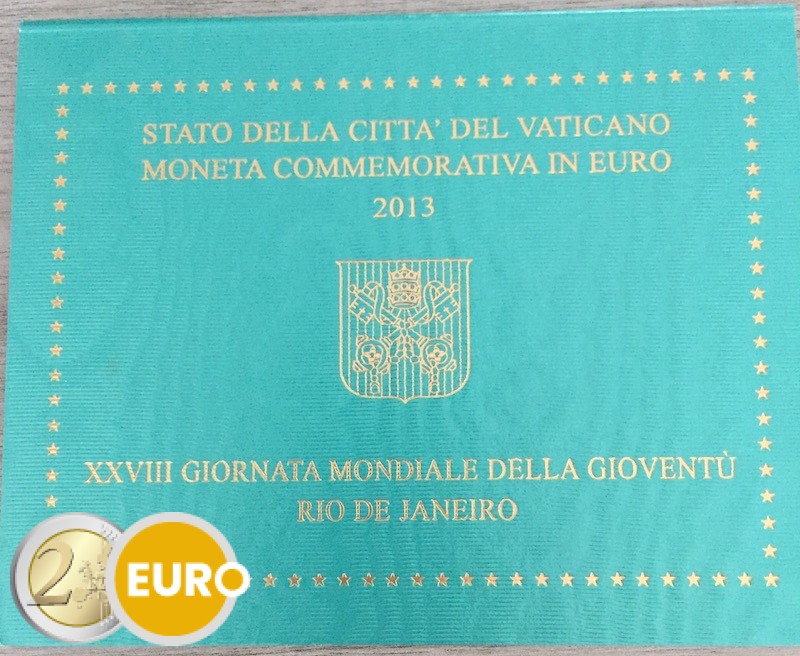 STATO DELLA CITTA' DEL VATICANO
MONETA COMMEMORATIVA IN EURO
2013
XXVIII GIORNATA MONDIALE DELLA GIOVENTÙ
RIO DE JANEIRO
2 EURO